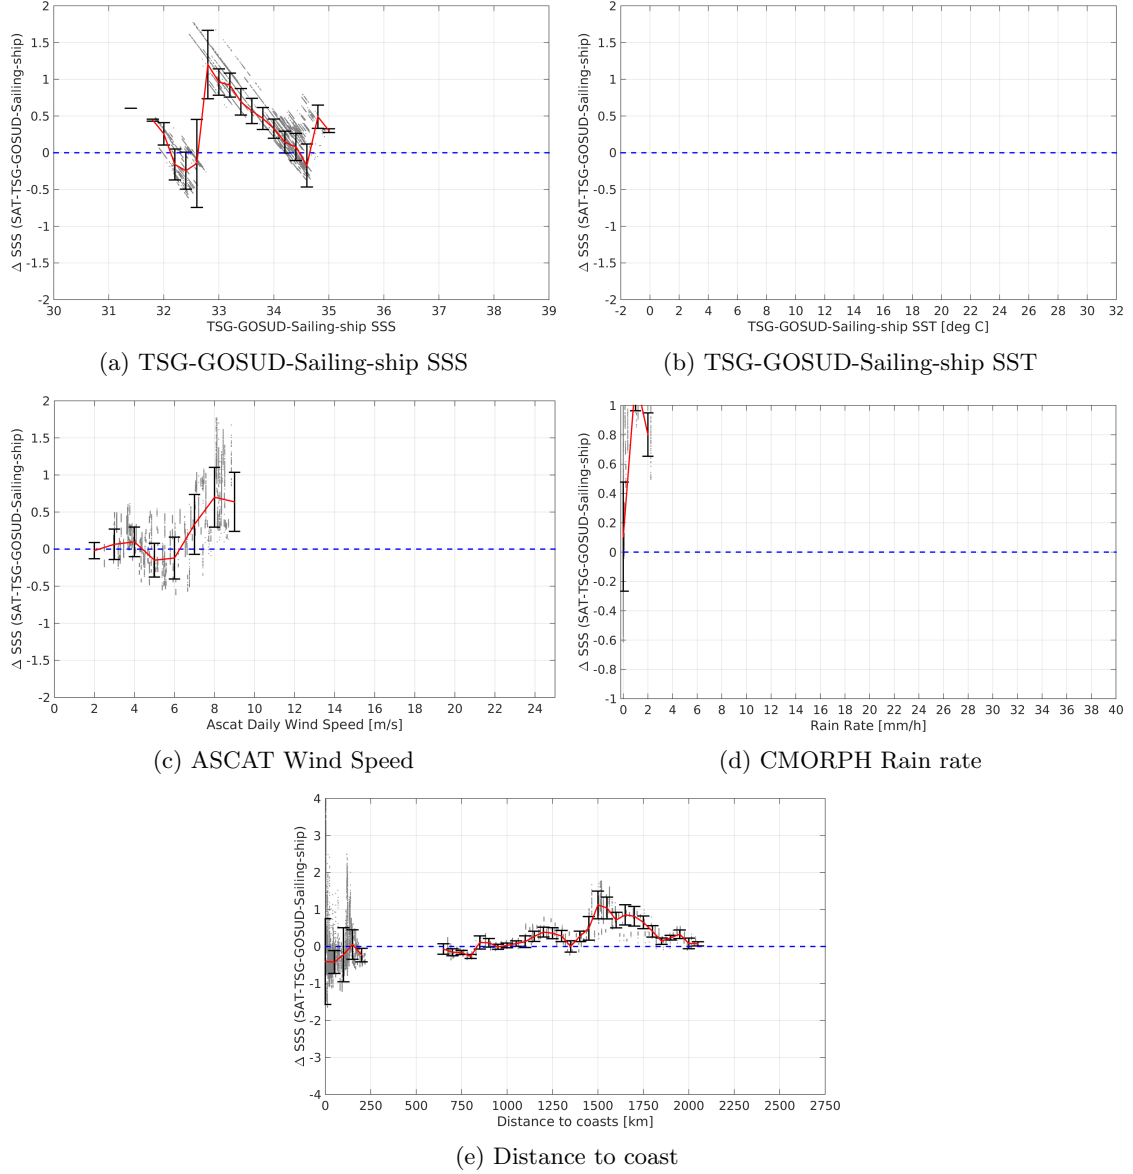 2
1.5
1
0.5
0
-0.5
-1
-1.5
-2
Δ SSS (SAT-TSG-GOSUD-Sailing-ship)
30 31 32 33 34 35 36 37 38 39
TSG-GOSUD-Sailing-ship SSS
(a) TSG-GOSUD-Sailing-ship SSS
2
1.5
1
0.5
0
-0.5
-1
-1.5
-2
Δ SSS (SAT-TSG-GOSUD-Sailing-ship)
-2 0 2 4 6 8 10 12 14 16 18 20 22 24 26 28 30 32
TSG-GOSUD-Sailing-ship SST [deg C]
(b) TSG-GOSUD-Sailing-ship SST
2
1.5
1
0.5
0
-0.5
-1
-1.5
-2
Δ SSS (SAT-TSG-GOSUD-Sailing-ship)
0 2 4 6 8 10 12 14 16 18 20 22 24
Ascat Daily Wind Speed [m/s]
(c) ASCAT Wind Speed
1
0.8
0.6
0.4
0.2
0
-0.2
-0.4
-0.6
-0.8
-1
Δ SSS (SAT-TSG-GOSUD-Sailing-ship)
0 2 4 6 8 10 12 14 16 18 20 22 24 26 28 30 32 34 36 38 40
Rain Rate [mm/h]
(d) CMORPH Rain rate
4
3
2
1
0
-1
-2
-3
-4
Δ SSS (SAT-TSG-GOSUD-Sailing-ship)
0 250 500 750 1000 1250 1500 1750 2000 2250 2500 2750
Distance to coasts [km]
(e) Distance to coast